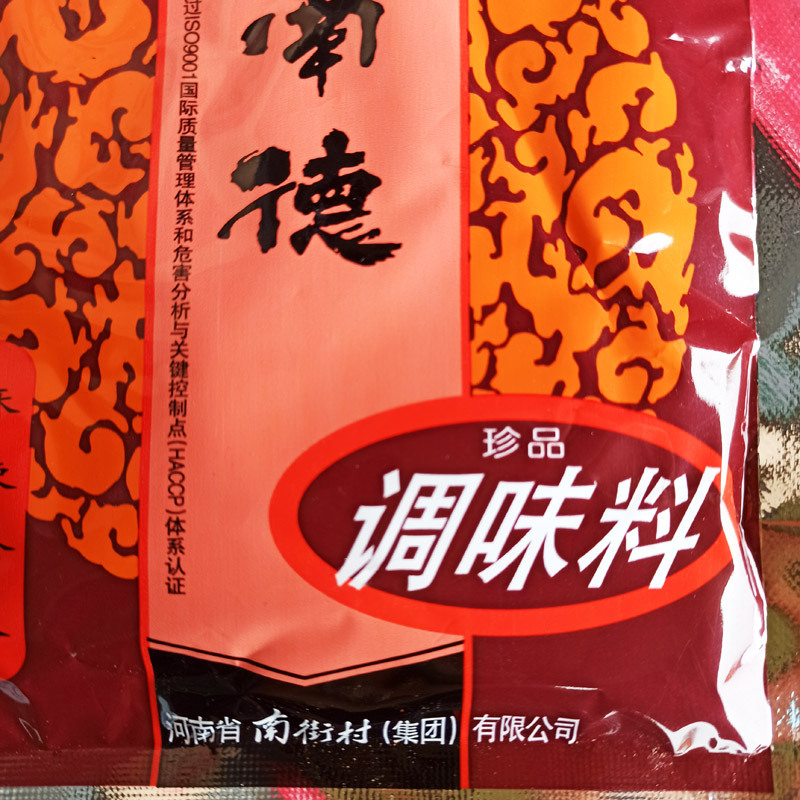 南德
过ISO9001国际质量管理体系和危害分析与关键控制点(HACCP)体系认证
珍品
调味料
河南省 南街村(集团)有限公司